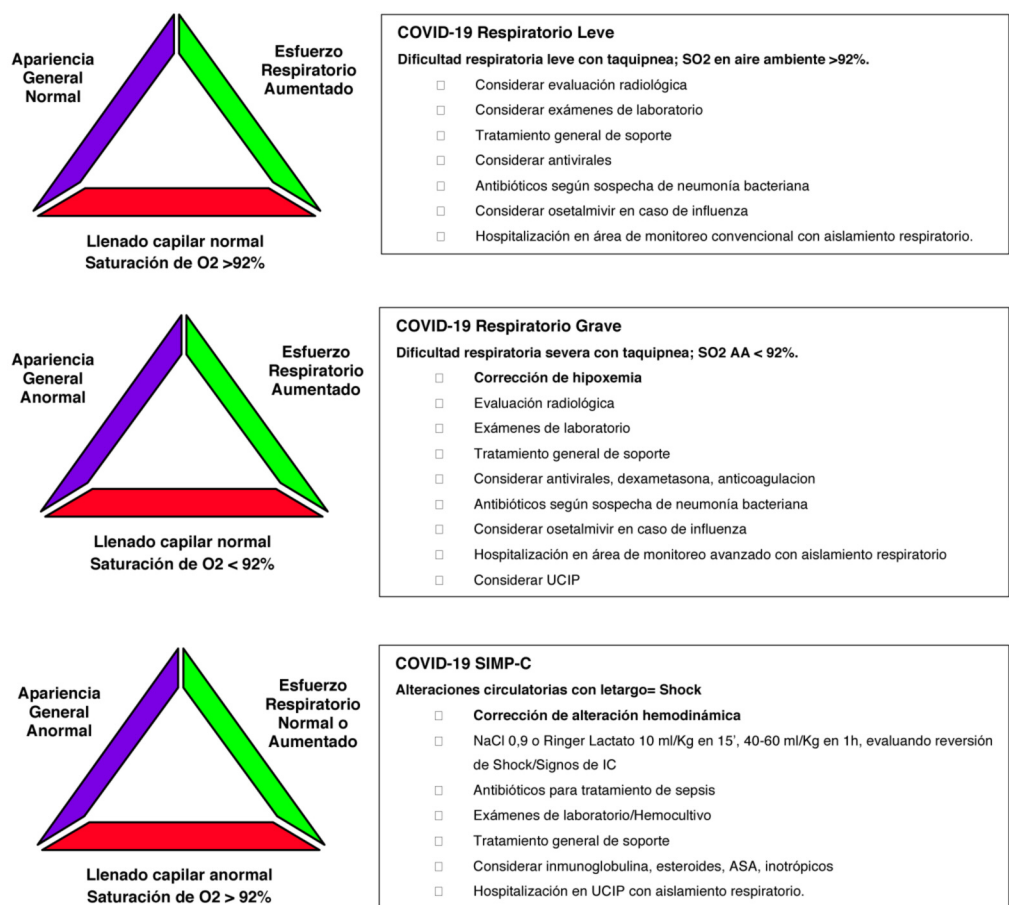 Apariencia
General
Normal
Esfuerzo
Respiratorio
Aumentado
Llenado capilar normal
Saturación de O2 >92%
COVID-19 Respiratorio Leve
Dificultad respiratoria leve con taquipnea; SO2 en aire ambiente >92%.
Considerar evaluación radiológica
Considerar exámenes de laboratorio
Tratamiento general de soporte
Considerar antivirales
Antibióticos según sospecha de neumonía bacteriana
Considerar osetalmivir en caso de influenza
Hospitalización en área de monitoreo convencional con aislamiento respiratorio.
Apariencia
General
Anormal
Esfuerzo
Respiratorio
Aumentado
Llenado capilar normal
Saturación de O2 < 92%
COVID-19 Respiratorio Grave
Dificultad respiratoria severa con taquipnea; SO2 AA < 92%.
Corrección de hipoxemia
Evaluación radiológica
Exámenes de laboratorio
Tratamiento general de soporte
Considerar antivirales, dexametasona, anticoagulacion
Antibióticos según sospecha de neumonía bacteriana
Considerar osetalmivir en caso de influenza
Hospitalización en área de monitoreo avanzado con aislamiento respiratorio
Considerar UCIP
Apariencia
General
Anormal
Esfuerzo
Respiratorio
Normal o
Aumentado
Llenado capilar anormal
Saturación de O2 > 92%
COVID-19 SIMP-C
Alteraciones circulatorias con letargo= Shock
Corrección de alteración hemodinámica
NaCl 0,9 o Ringer Lactato 10 ml/Kg en 15’, 40-60 ml/Kg en 1h, evaluando reversión
de Shock/Signos de IC
Antibióticos para tratamiento de sepsis
Exámenes de laboratorio/Hemocultivo
Tratamiento general de soporte
Considerar inmunoglobulina, esteroides, ASA, inotrópicos
Hospitalización en UCIP con aislamiento respiratorio.